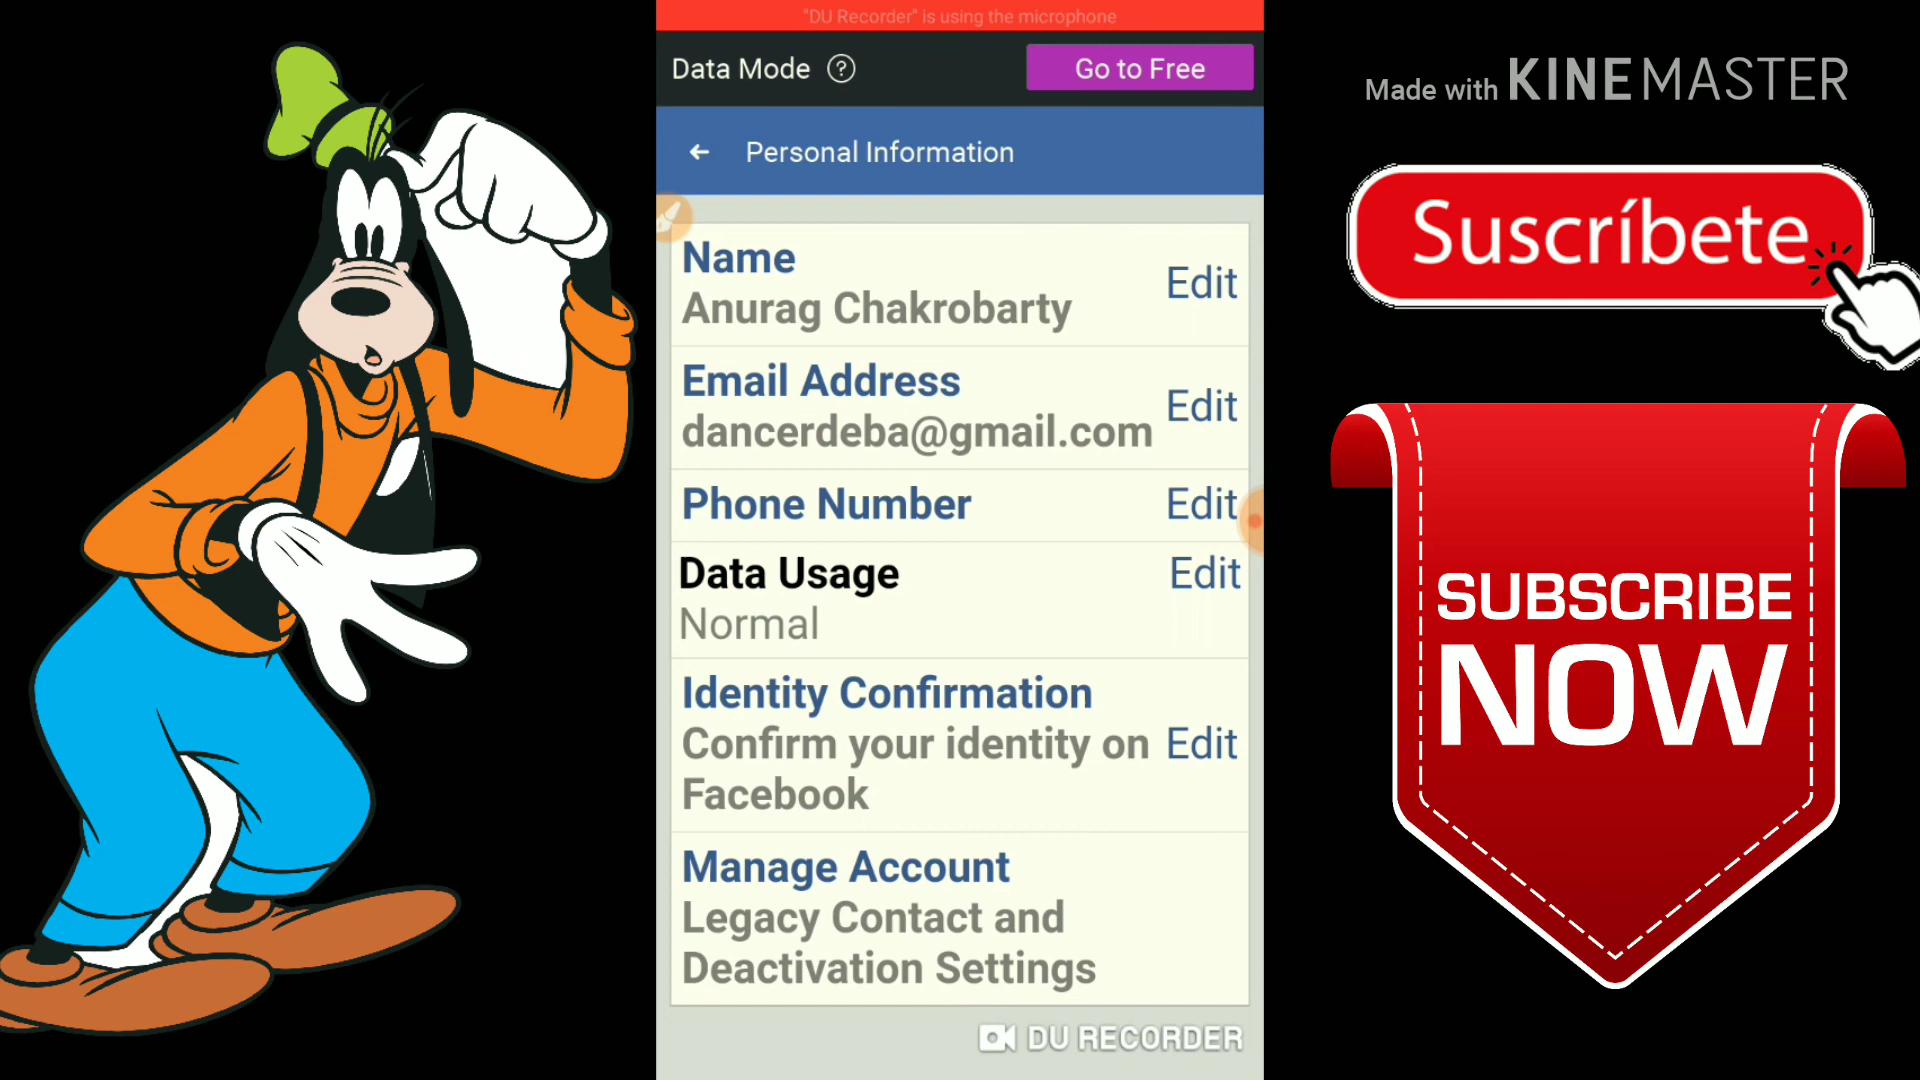 "DU Recorder" is using the microphone
Data Mode ?
Go to Free
Personal Information
Name
Anurag Chakrobarty
Edit
Email Address
dancerdeba@gmail.com
Edit
Phone Number
Edit
Data Usage
Normal
Edit
Identity Confirmation
Confirm your identity on
Facebook
Edit
Manage Account
Legacy Contact and
Deactivation Settings
DU RECORDER
Made with KINEMASTER
Suscríbete
SUBSCRIBE
NOW